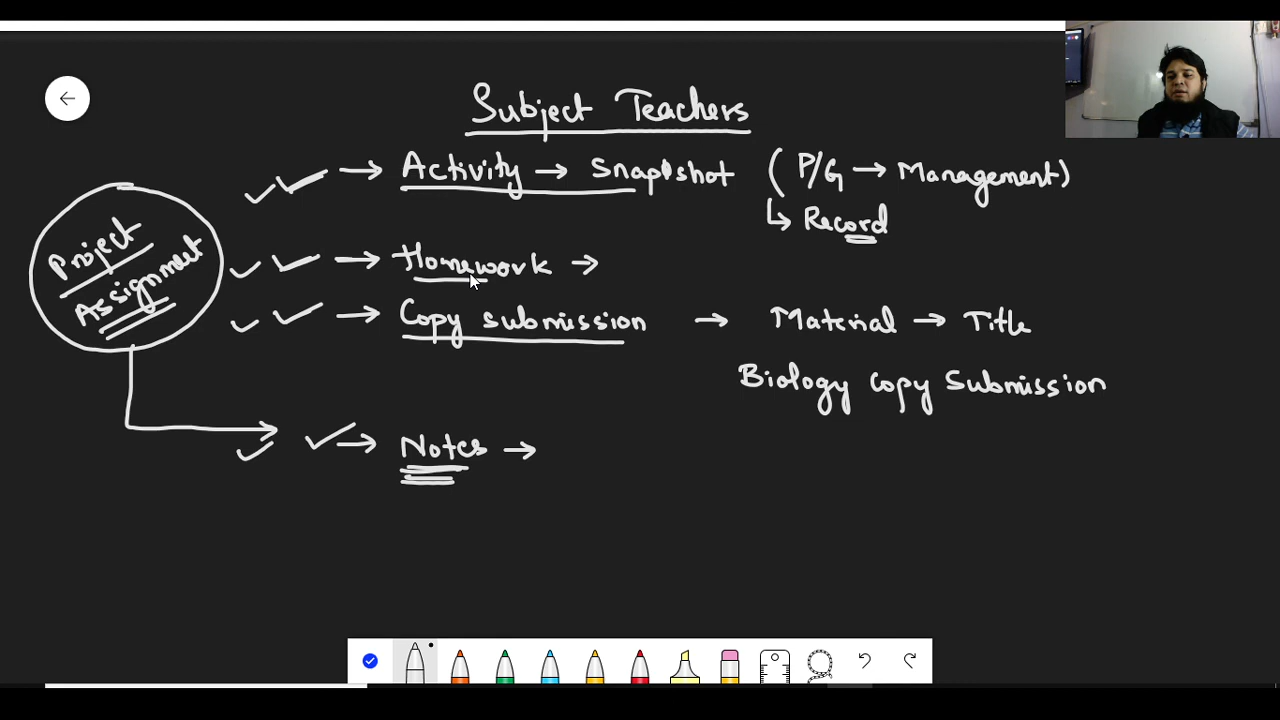 Subject Teachers
→ Activity → Snapshot (P/G → Management)
↳ Record
Project
Assignment
→ Homework →
→ Copy submission → Material → Title
Biology Copy Submission
→ Notes →